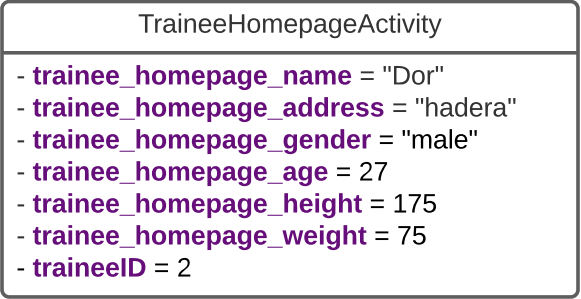 TraineeHomepageActivity
- trainee_homepage_name = "Dor"
- trainee_homepage_address = "hadera"
- trainee_homepage_gender = "male"
- trainee_homepage_age = 27
- trainee_homepage_height = 175
- trainee_homepage_weight = 75
- traineeID = 2